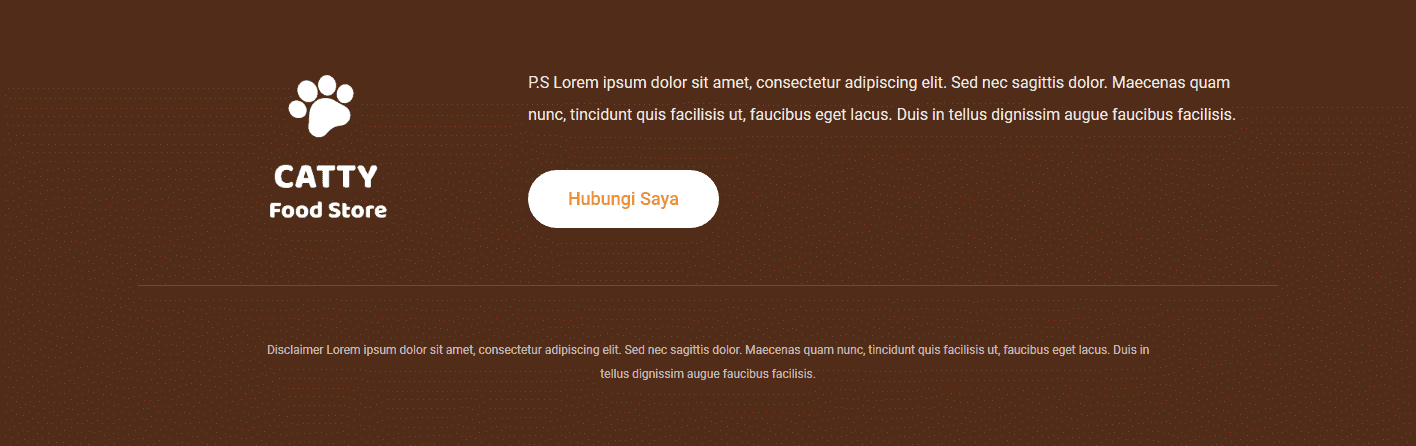 CATTY
Food Store
P.S Lorem ipsum dolor sit amet, consectetur adipiscing elit. Sed nec sagittis dolor. Maecenas quam
nunc, tincidunt quis facilisis ut, faucibus eget lacus. Duis in tellus dignissim augue faucibus facilisis.
Hubungi Saya
Disclaimer Lorem ipsum dolor sit amet, consectetur adipiscing elit. Sed nec sagittis dolor. Maecenas quam nunc, tincidunt quis facilisis ut, faucibus eget lacus. Duis in
tellus dignissim augue faucibus facilisis.